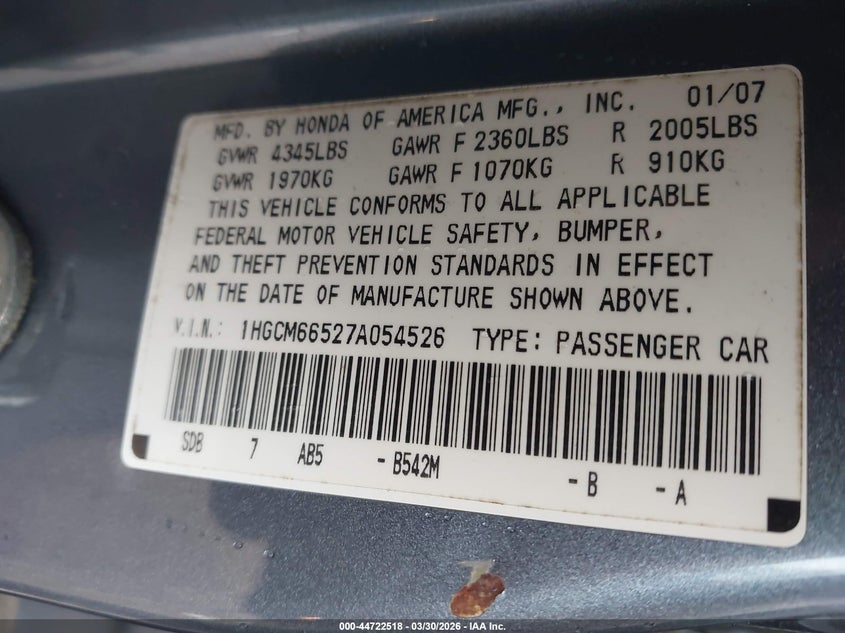 MFD. BY HONDA OF AMERICA MFG., INC. 01/07
GVWR 4345LBS GAWR F 2360LBS R 2005LBS
GVWR 1970KG GAWR F 1070KG R 910KG
THIS VEHICLE CONFORMS TO ALL APPLICABLE
FEDERAL MOTOR VEHICLE SAFETY, BUMPER,
AND THEFT PREVENTION STANDARDS IN EFFECT
ON THE DATE OF MANUFACTURE SHOWN ABOVE.
V.I.N.: 1HGCM66527A054526 TYPE: PASSENGER CAR
SDB 7 AB5 - B542M - B - A
000-44722518 - 03/30/2026 - IAA Inc.